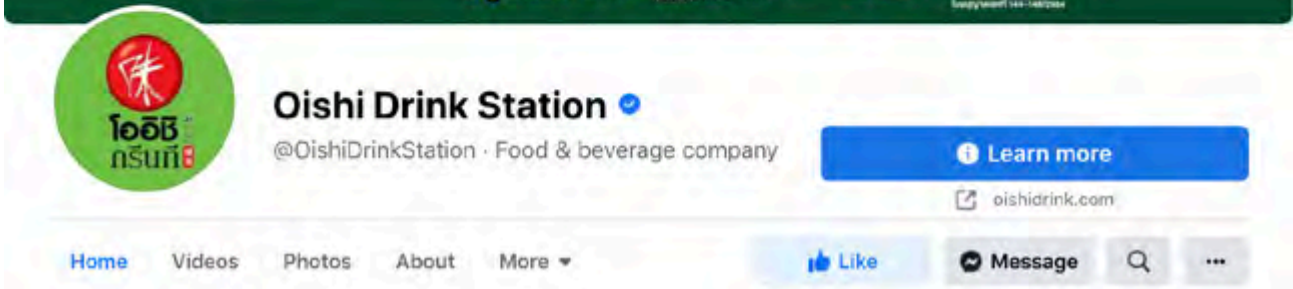 โออิชิ
กรีนที
Oishi Drink Station
@OishiDrinkStation · Food & beverage company
Learn more
oishidrink.com
Home
Videos
Photos
About
More
Like
Message